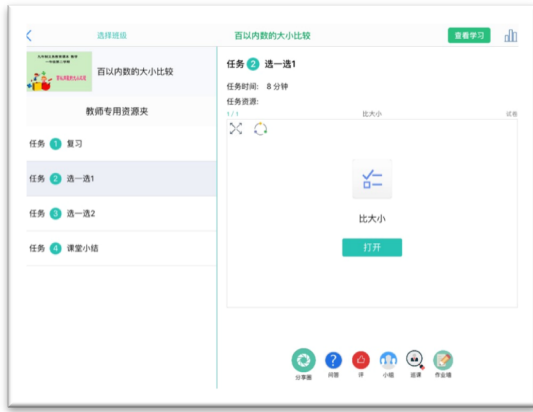 选择班级
百以内数的大小比较
查看学习
百以内数的大小比较
教师专用资源夹
任务 1 复习
任务 2 选一选1
任务 3 选一选2
任务 4 课堂小结
任务 2 选一选1
任务时间: 8 分钟
任务资源:
1 / 1 比大小 试卷
比大小
打开
分享圈 问答 评 小组 巡课 作业墙